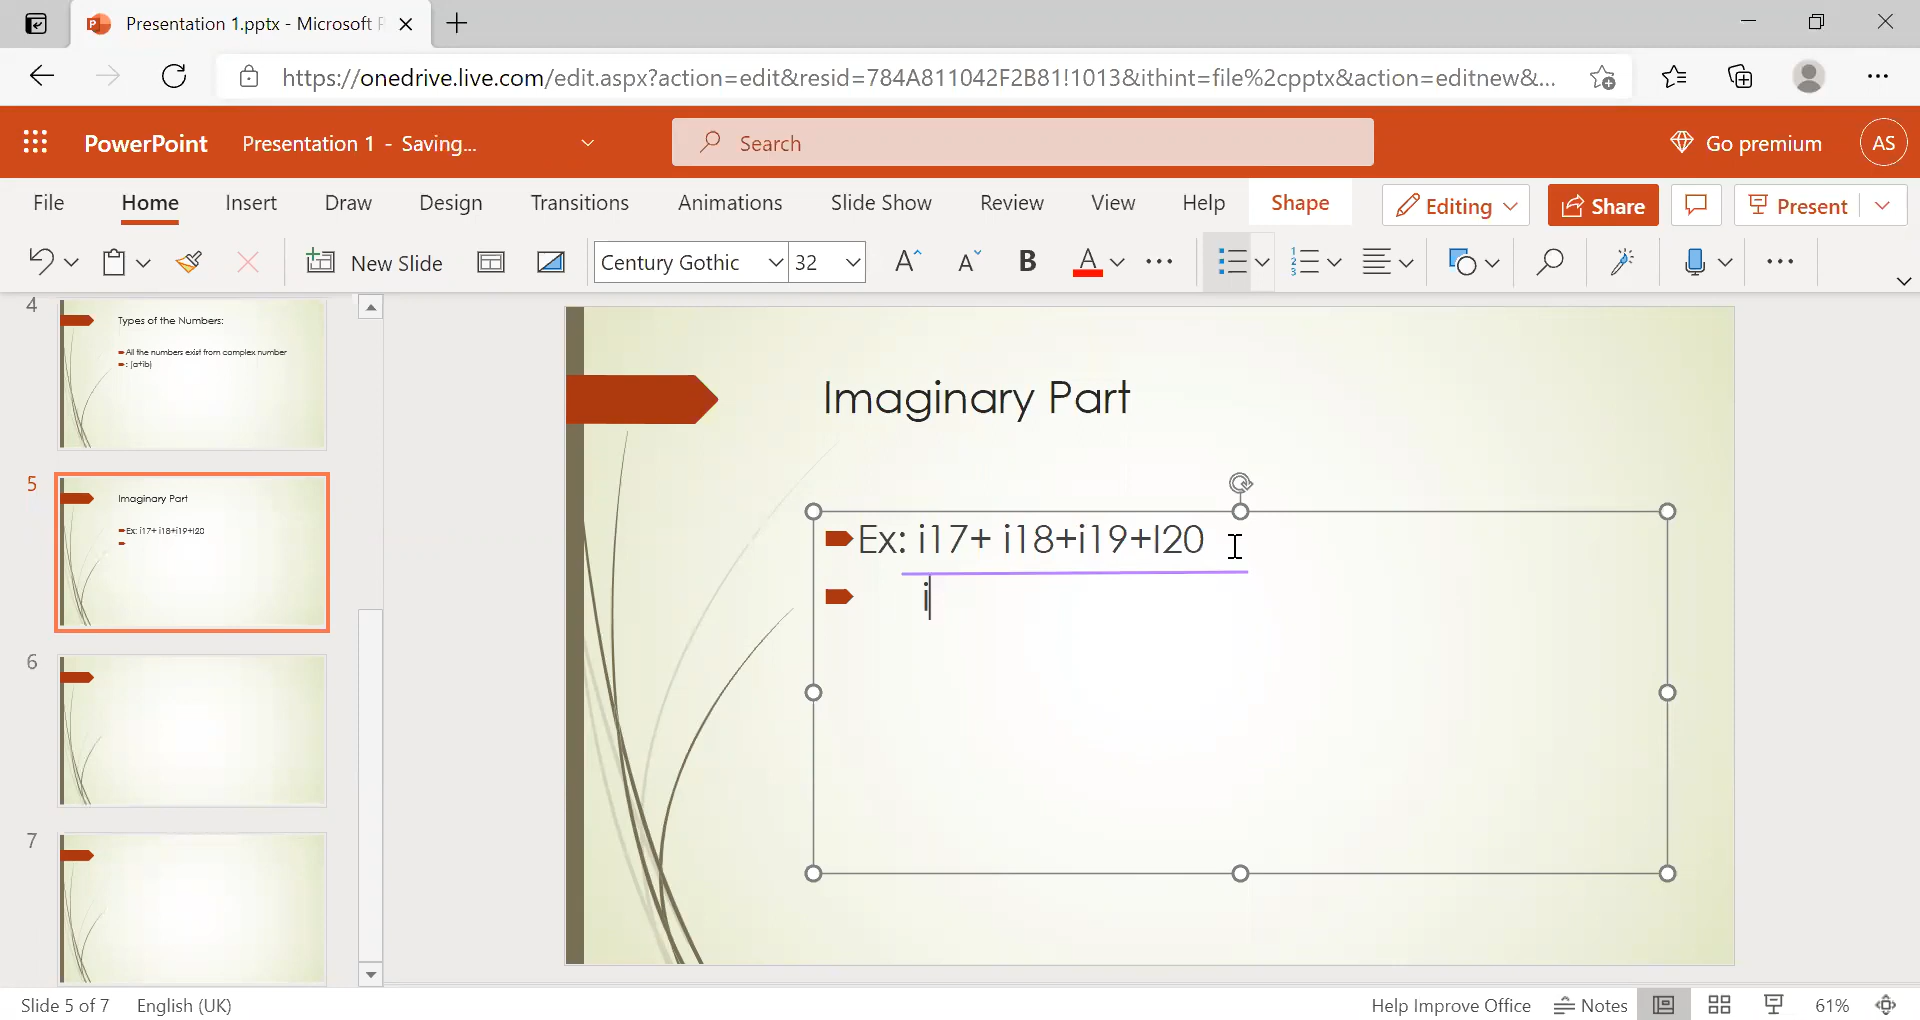 Presentation 1.pptx - Microsoft P
https://onedrive.live.com/edit.aspx?action=edit&resid=784A811042F2B81!1013&ithint=file%2cpptx&action=editnew&...
PowerPoint
Presentation 1 - Saving...
Search
Go premium
AS
File
Home
Insert
Draw
Design
Transitions
Animations
Slide Show
Review
View
Help
Shape
Editing
Share
Present
New Slide
Century Gothic
32
B
4
Types of the Numbers:
All the numbers exist from complex number
: (a+ib)
5
Imaginary Part
Ex: i17+ i18+i19+I20
6
7
Imaginary Part
Ex: i17+ i18+i19+I20
i
Slide 5 of 7
English (UK)
Help Improve Office
Notes
61%